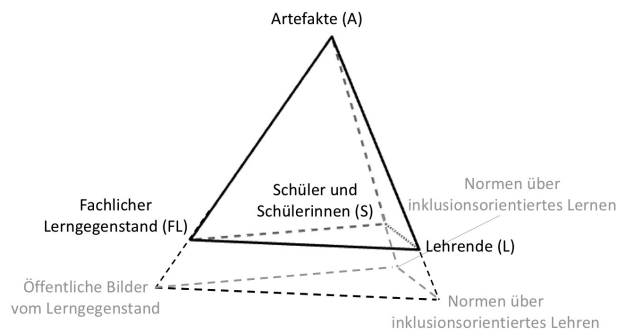 Artefakte (A)
Fachlicher
Lerngegenstand (FL)
Schüler und
Schülerinnen (S)
Normen über
inklusionsorientiertes Lernen
Lehrende (L)
Öffentliche Bilder
vom Lerngegenstand
Normen über
inklusionsorientiertes Lehren